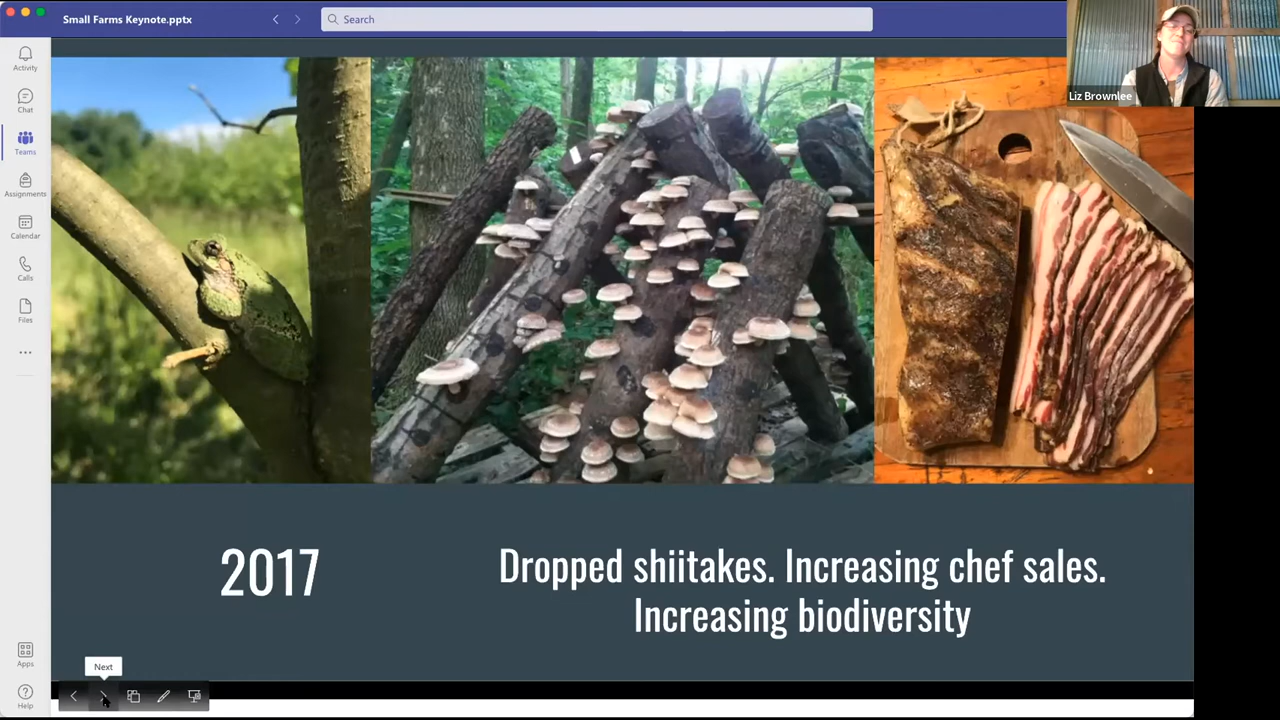 Small Farms Keynote.pptx
Search
Liz Brownlee
Activity
Chat
Teams
Assignments
Calendar
Calls
Files
2017
Dropped shiitakes. Increasing chef sales.
Increasing biodiversity
Apps
Help
Next